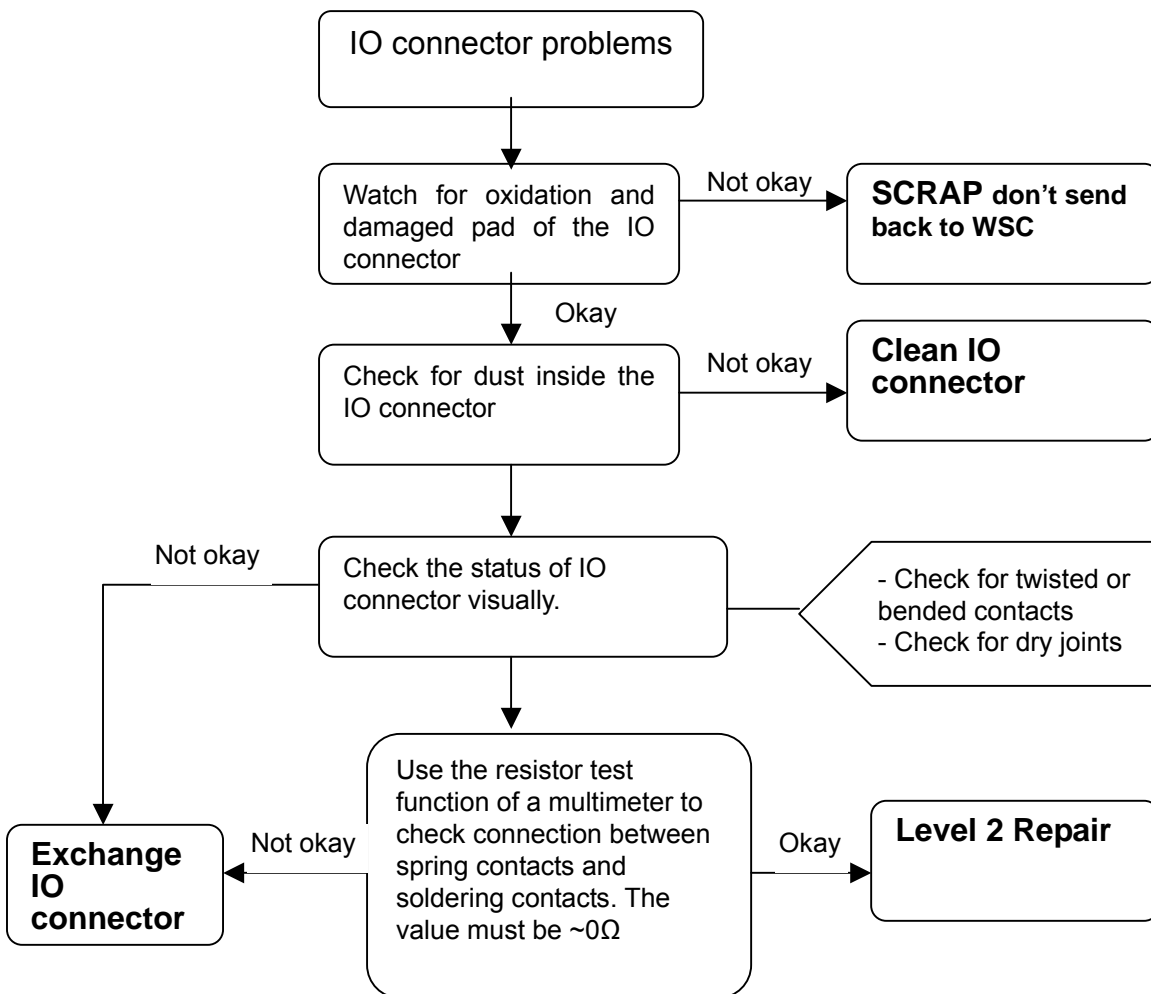 IO connector problems
Watch for oxidation and
damaged pad of the IO
connector
Not okay
SCRAP don’t send
back to WSC
Okay
Check for dust inside the
IO connector
Not okay
Clean IO
connector
Not okay
Check the status of IO
connector visually.
- Check for twisted or
bended contacts
- Check for dry joints
Use the resistor test
function of a multimeter to
check connection between
spring contacts and
soldering contacts. The
value must be ~0Ω
Not okay
Exchange
IO
connector
Okay
Level 2 Repair